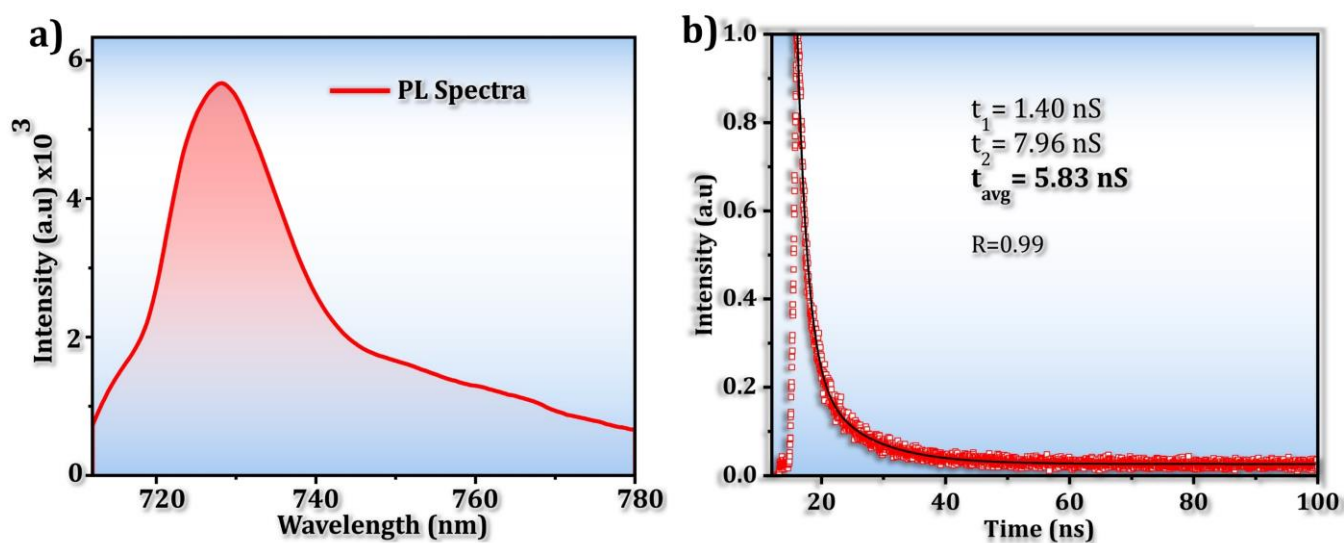 a)
PL Spectra
Intensity (a.u) x10³
6
4
2
0
720
740
760
780
Wavelength (nm)
b)
t₁= 1.40 nS
t₂= 7.96 nS
tₐᵥg= 5.83 nS
R=0.99
Intensity (a.u)
1.0
0.8
0.6
0.4
0.2
0.0
20
40
60
80
100
Time (ns)